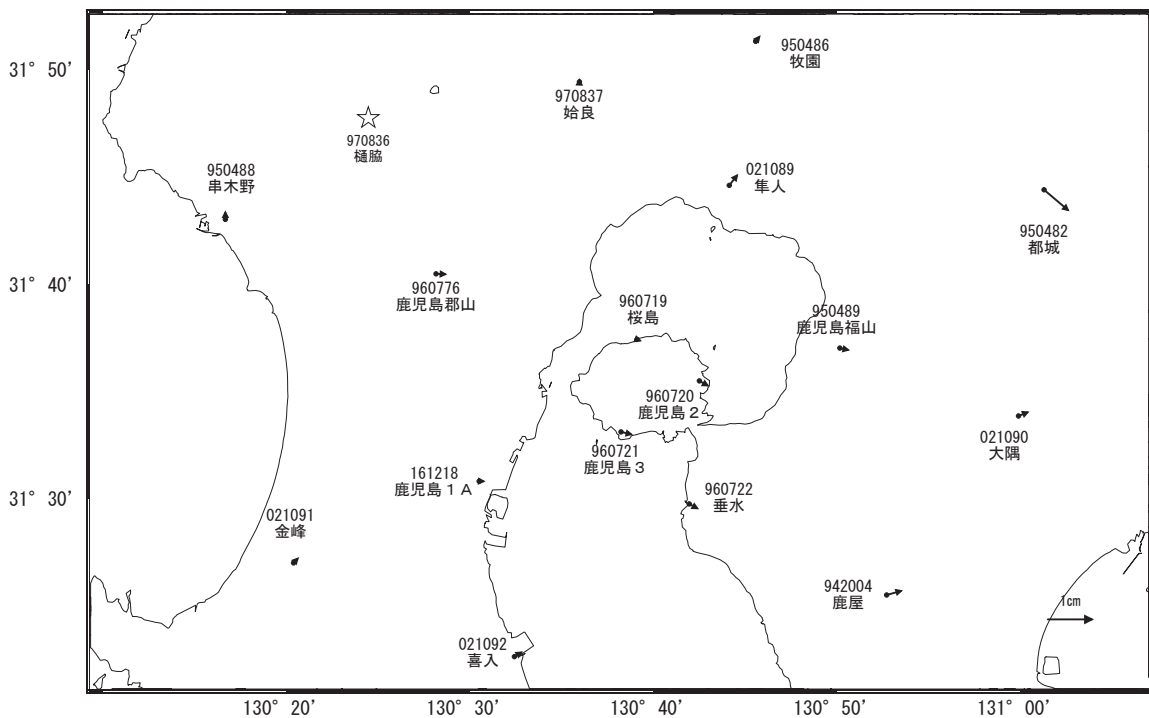 950486
牧園
31° 50′
970837
姶良
970836
樋脇
950488
串木野
021089
隼人
950482
都城
31° 40′
960776
鹿児島郡山
960719
桜島
950489
鹿児島福山
960720
鹿児島2
021090
大隅
960721
鹿児島3
161218
鹿児島1A
31° 30′
960722
垂水
021091
金峰
942004
鹿屋
1cm
021092
喜入
130° 20′
130° 30′
130° 40′
130° 50′
131° 00′